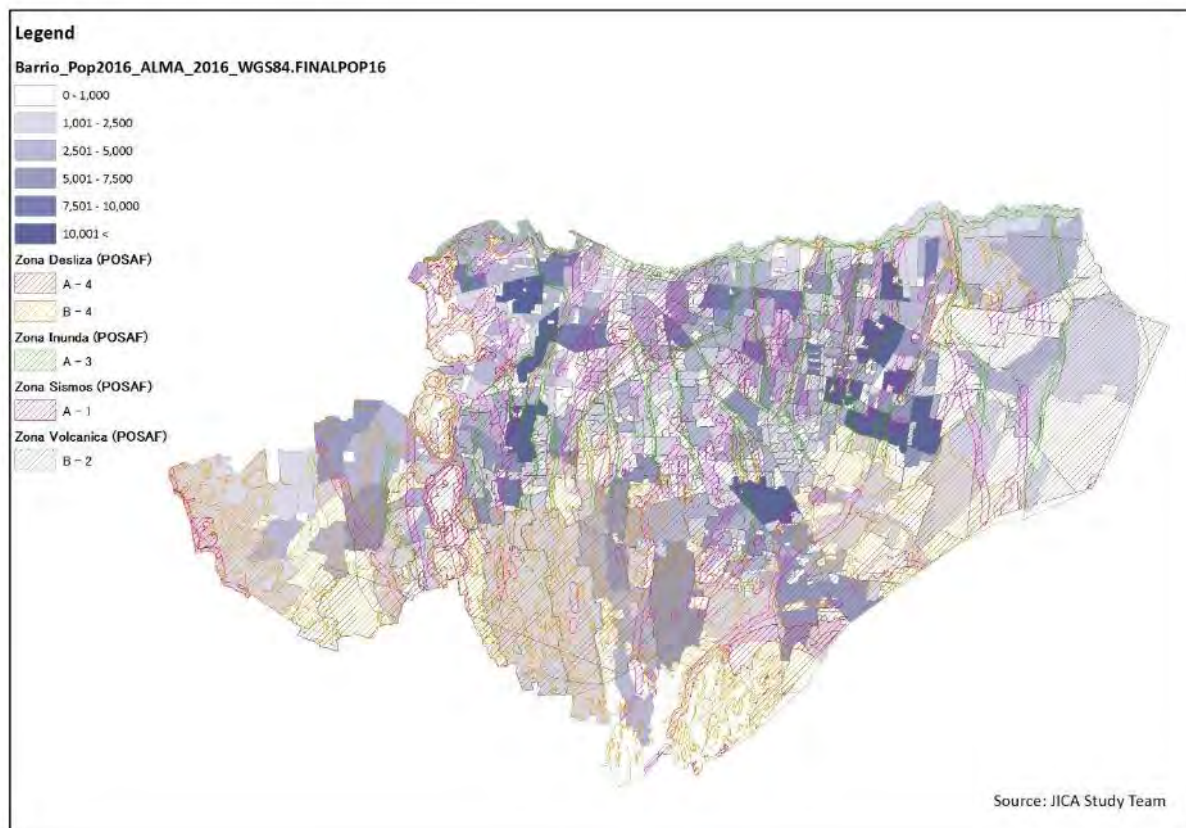 Legend
Barrio_Pop2016_ALMA_2016_WGS84.FINALPOP16
0 - 1,000
1,001 - 2,500
2,501 - 5,000
5,001 - 7,500
7,501 - 10,000
10,001 <
Zona Desliza (POSAF)
A - 4
B - 4
Zona Inunda (POSAF)
A - 3
Zona Sismos (POSAF)
A - 1
Zona Volcanica (POSAF)
B - 2
Source: JICA Study Team